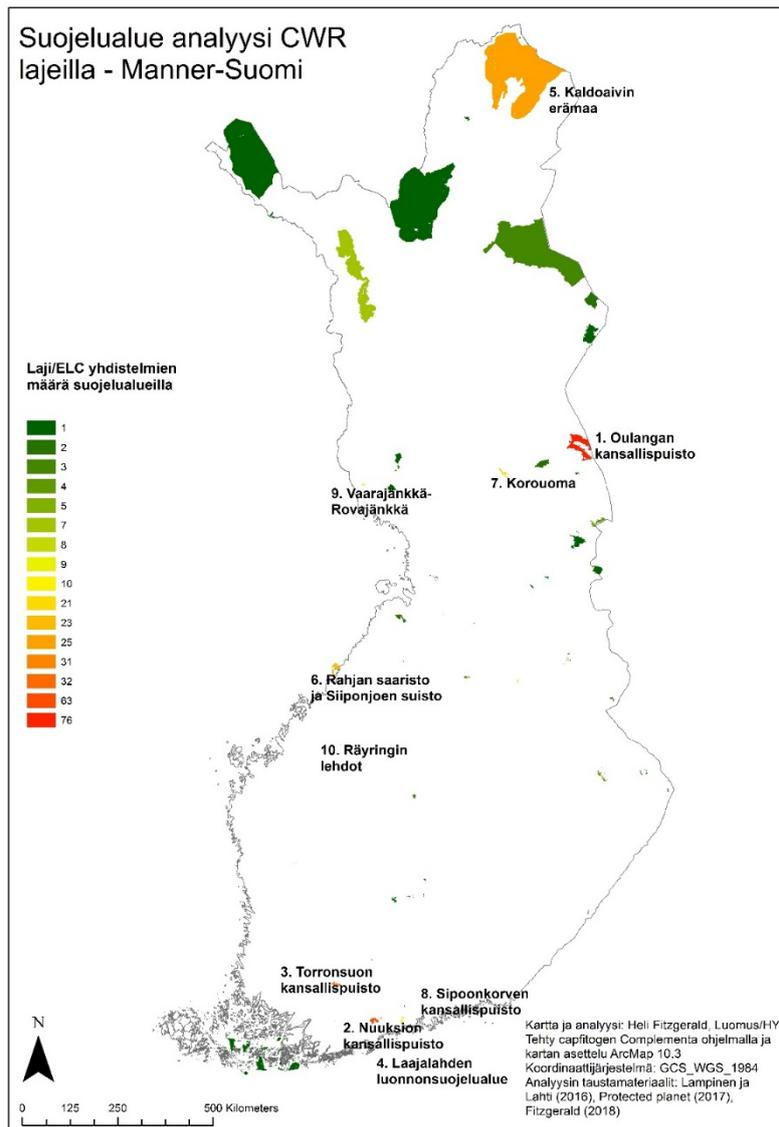 Suojelualue analyysi CWR
lajeilla - Manner-Suomi
5. Kaldoaivin
erämaa
Laji/ELC yhdistelmien
määrä suojelualueilla
1
2
3
4
5
7
8
9
10
21
23
25
31
32
63
76
1. Oulangan
kansallispuisto
7. Korouoma
9. Vaarajänkkä-
Rovajänkkä
6. Rahjan saaristo
ja Siiponjoen suisto
10. Räyringin
lehdot
3. Torronsuon
kansallispuisto
8. Sipoonkorven
kansallispuisto
2. Nuuksion
kansallispuisto
4. Laajalahden
luonnonsuojelualue
N
0 125 250 500 Kilometers
Kartta ja analyysi: Heli Fitzgerald, Luomus/HY
Tehty capfitogen Complementa ohjelmalla ja
kartan asettelu ArcMap 10.3
Koordinaattijärjestelmä: GCS_WGS_1984
Analyysin taustamateriaalit: Lampinen ja
Lahti (2016), Protected planet (2017),
Fitzgerald (2018)